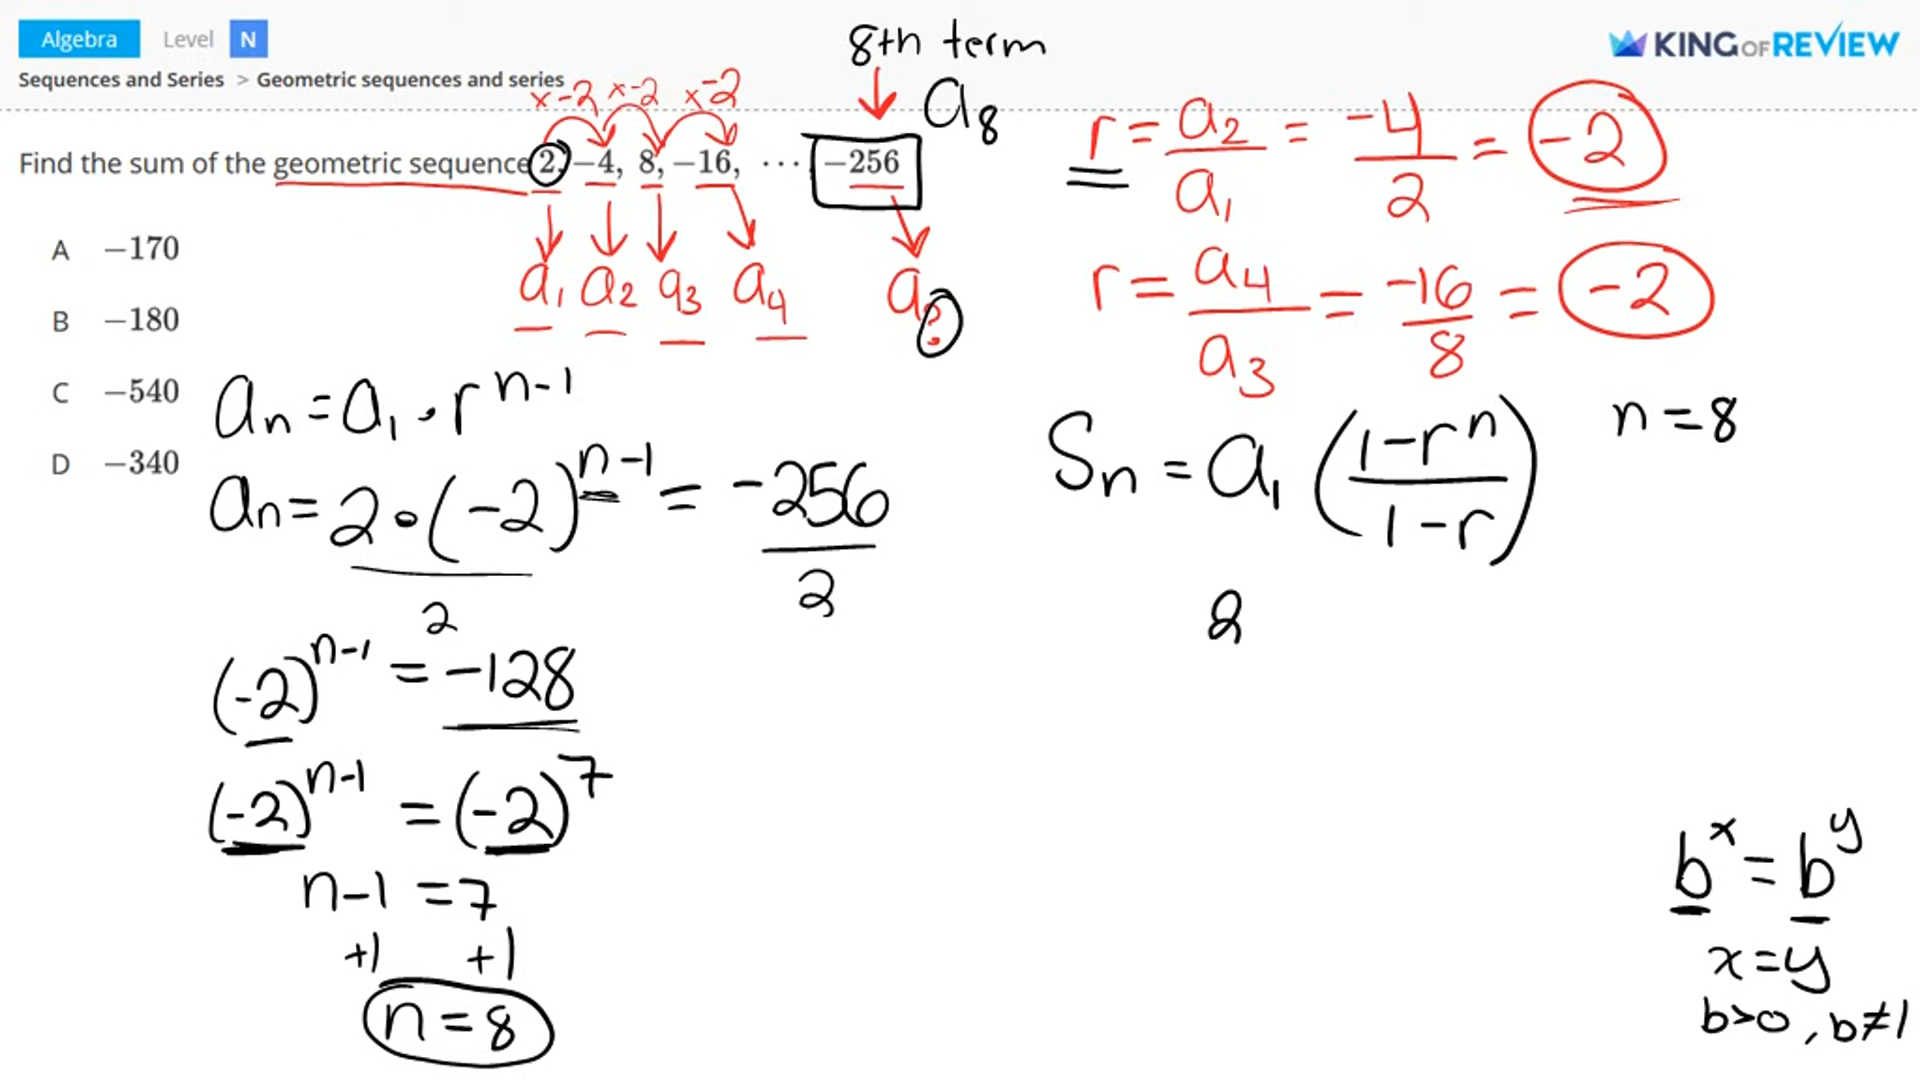 Algebra Level N
KINGOFREVIEW
Sequences and Series > Geometric sequences and series
8th term
a₈
×-2 ×-2 ×-2
Find the sum of the geometric sequence 2, −4, 8, −16, ⋯ −256
a₁ a₂ a₃ a₄ a?
r = a₂/a₁ = -4/2 = -2
r = a₄/a₃ = -16/8 = -2
A −170
B −180
C −540
D −340
aₙ = a₁ · r^(n-1)
aₙ = 2 · (-2)^(n-1) = -256
2 2
(-2)^(n-1) = -128
(-2)^(n-1) = (-2)^7
n-1 = 7
+1 +1
n = 8
Sₙ = a₁ ((1-rⁿ)/(1-r))
n = 8
2
b^x = b^y
x = y
b>0, b≠1